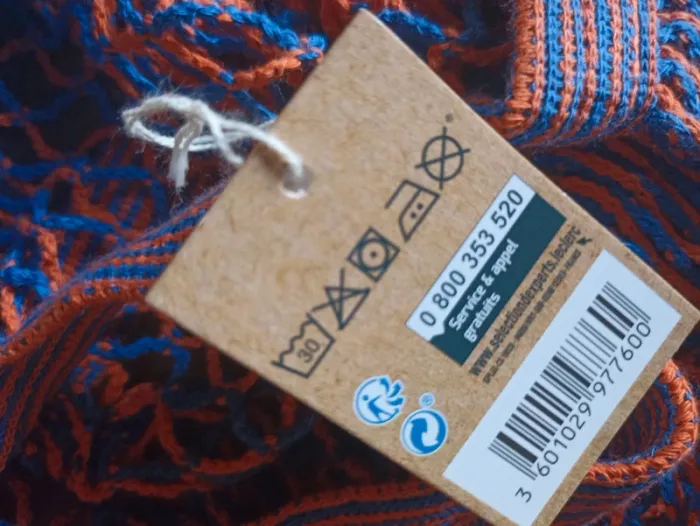 30
0 800 353 520
Service & appel
gratuits
www.selectiondexperts.leclerc
®
3 601029 977600